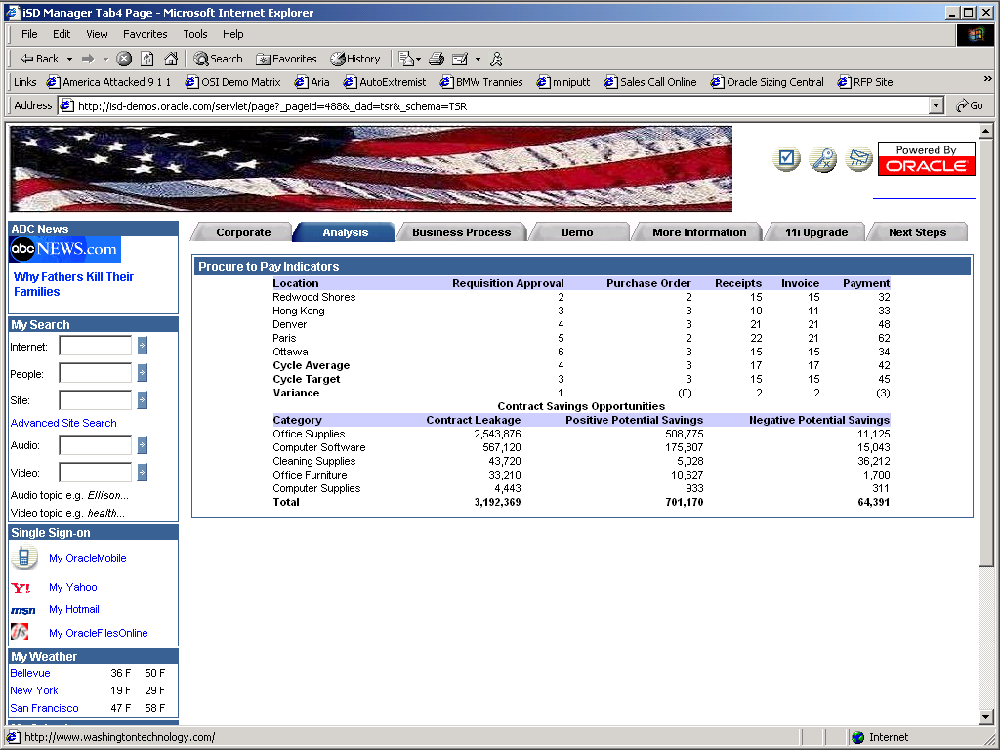 iSD Manager Tab4 Page - Microsoft Internet Explorer
File Edit View Favorites Tools Help
Back Search Favorites History
Links America Attacked 9 1 1 OSI Demo Matrix Aria AutoExtremist BMW Trannies miniputt Sales Call Online Oracle Sizing Central RFP Site »
Address http://isd-demos.oracle.com/servlet/page?_pageid=488&_dad=tsr&_schema=TSR Go
Powered By
ORACLE
ABC News
abc NEWS.com
Why Fathers Kill Their
Families
My Search
Internet:
People:
Site:
Advanced Site Search
Audio:
Video:
Audio topic e.g. Ellison...
Video topic e.g. health...
Single Sign-on
My OracleMobile
Y! My Yahoo
msn My Hotmail
ifs My OracleFilesOnline
My Weather
Bellevue 36 F 50 F
New York 19 F 29 F
San Francisco 47 F 58 F
Corporate Analysis Business Process Demo More Information 11i Upgrade Next Steps
Procure to Pay Indicators
Location Requisition Approval Purchase Order Receipts Invoice Payment
Redwood Shores 2 2 15 15 32
Hong Kong 3 3 10 11 33
Denver 4 3 21 21 48
Paris 5 2 22 21 62
Ottawa 6 3 15 15 34
Cycle Average 4 3 17 17 42
Cycle Target 3 3 15 15 45
Variance 1 (0) 2 2 (3)
Contract Savings Opportunities
Category Contract Leakage Positive Potential Savings Negative Potential Savings
Office Supplies 2,543,876 508,775 11,125
Computer Software 567,120 175,807 15,043
Cleaning Supplies 43,720 5,028 36,212
Office Furniture 33,210 10,627 1,700
Computer Supplies 4,443 933 311
Total 3,192,369 701,170 64,391
http://www.washingtontechnology.com/ Internet